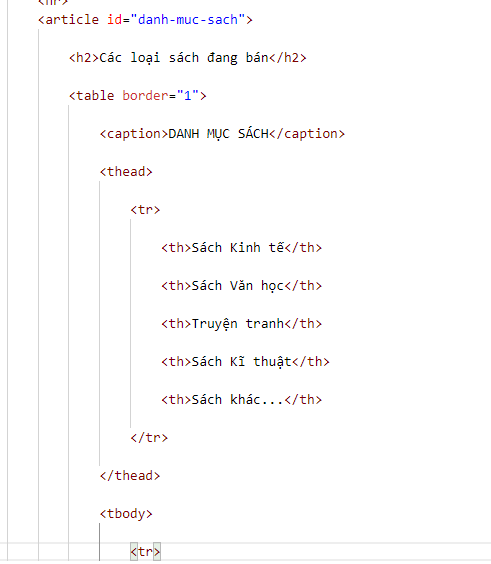 <hr>
<article id="danh-muc-sach">
<h2>Các loại sách đang bán</h2>
<table border="1">
<caption>DANH MỤC SÁCH</caption>
<thead>
<tr>
<th>Sách Kinh tế</th>
<th>Sách Văn học</th>
<th>Truyện tranh</th>
<th>Sách Kĩ thuật</th>
<th>Sách khác...</th>
</tr>
</thead>
<tbody>
<tr>